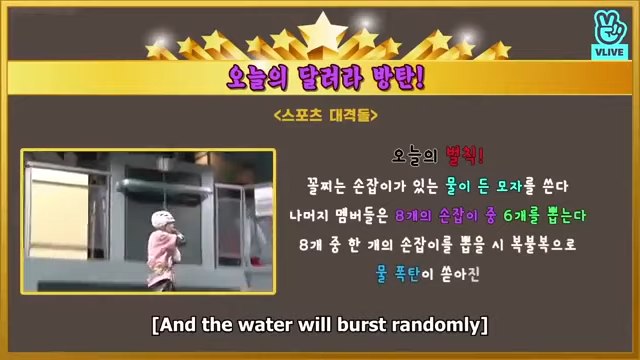 VLIVE
오늘의 달려라 방탄!
<스포츠 대격돌>
오늘의 벌칙!
꼴찌는 손잡이가 있는 물이 든 모자를 쓴다
나머지 멤버들은 8개의 손잡이 중 6개를 뽑는다
8개 중 한 개의 손잡이를 뽑을 시 복불복으로
물 폭탄이 쏟아진
[And the water will burst randomly]